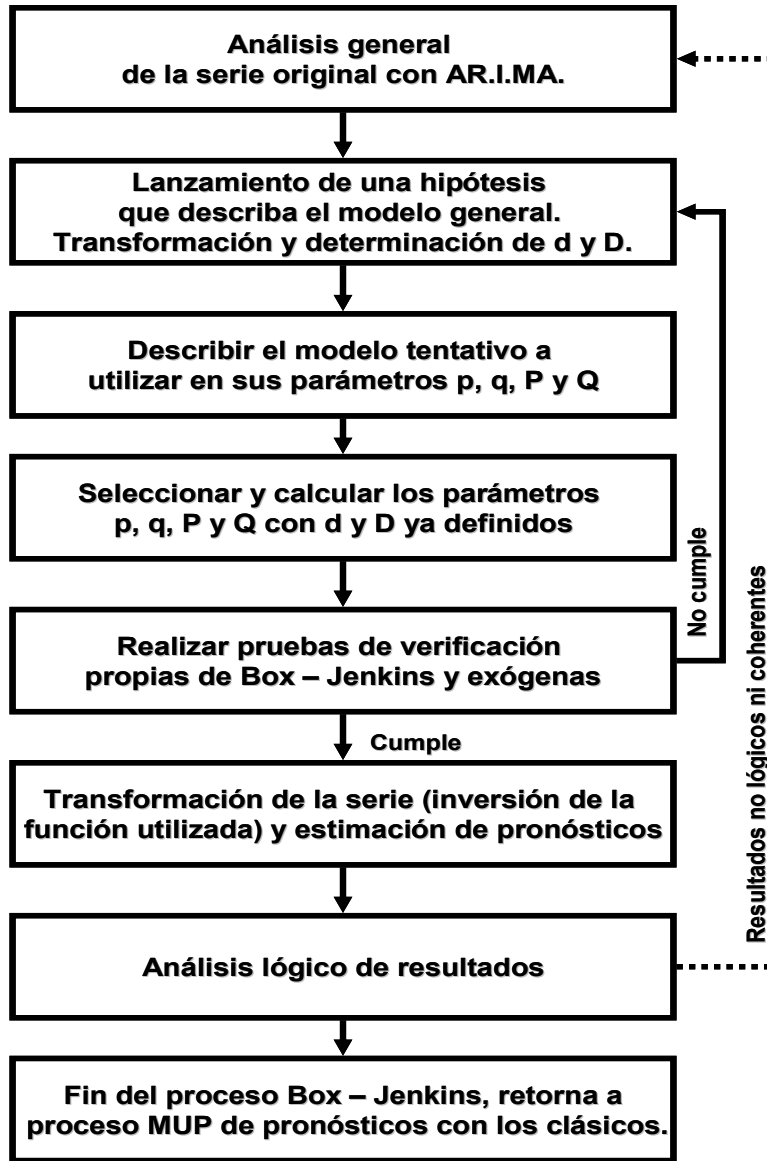 Análisis general
de la serie original con AR.I.MA.
Lanzamiento de una hipótesis
que describa el modelo general.
Transformación y determinación de d y D.
Describir el modelo tentativo a
utilizar en sus parámetros p, q, P y Q
Seleccionar y calcular los parámetros
p, q, P y Q con d y D ya definidos
Realizar pruebas de verificación
propias de Box – Jenkins y exógenas
No cumple
Cumple
Transformación de la serie (inversión de la
función utilizada) y estimación de pronósticos
Análisis lógico de resultados
Resultados no lógicos ni coherentes
Fin del proceso Box – Jenkins, retorna a
proceso MUP de pronósticos con los clásicos.